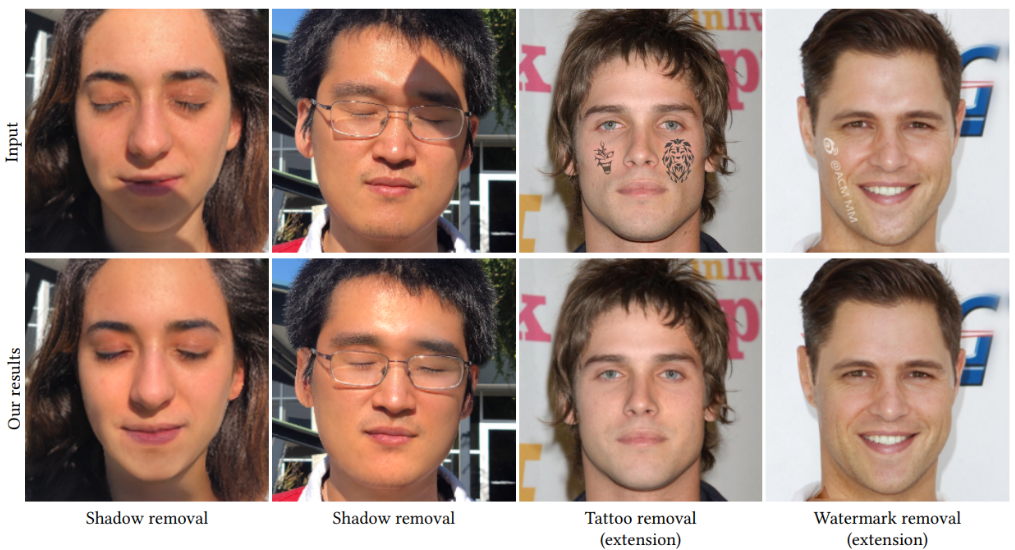 Input
@ACM MM
Our results
Shadow removal
Shadow removal
Tattoo removal
(extension)
Watermark removal
(extension)